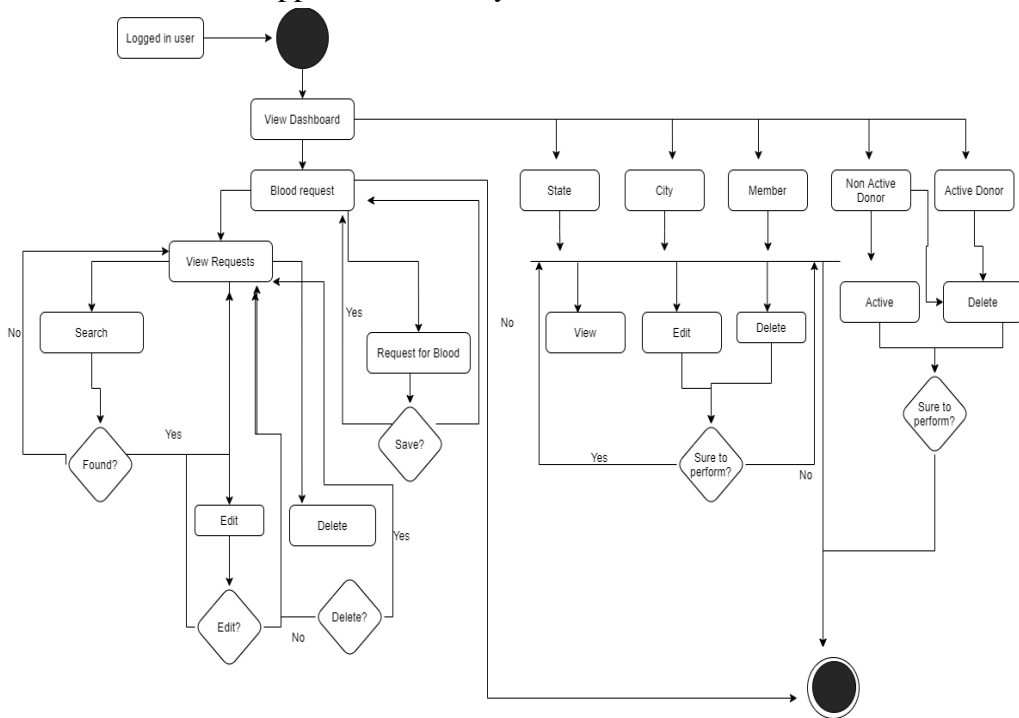 Logged in user
View Dashboard
Blood request
State
City
Member
Non Active
Donor
Active Donor
View Requests
No
Search
Yes
Request for Blood
No
View
Edit
Delete
Active
Delete
Save?
Sure to
perform?
Yes
Found?
Yes
Sure to
perform?
No
Edit
Delete
Yes
Edit?
No
Delete?